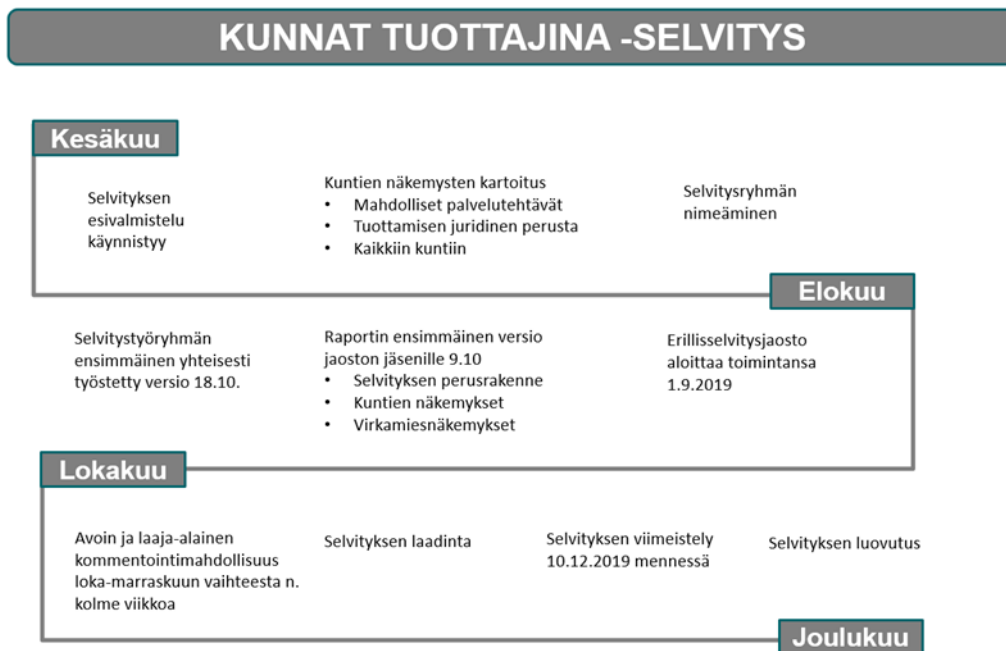 KUNNAT TUOTTAJINA -SELVITYS
Kesäkuu
Selvityksen
esivalmistelu
käynnistyy
Kuntien näkemysten kartoitus
• Mahdolliset palvelutehtävät
• Tuottamisen juridinen perusta
• Kaikkiin kuntiin
Selvitysryhmän
nimeäminen
Elokuu
Selvitystyöryhmän
ensimmäinen yhteisesti
työstetty versio 18.10.
Raportin ensimmäinen versio
jaoston jäsenille 9.10
• Selvityksen perusrakenne
• Kuntien näkemykset
• Virkamiesnäkemykset
Erillisselvitysjaosto
aloittaa toimintansa
1.9.2019
Lokakuu
Avoin ja laaja-alainen
kommentointimahdollisuus
loka-marraskuun vaihteesta n.
kolme viikkoa
Selvityksen laadinta
Selvityksen viimeistely
10.12.2019 mennessä
Selvityksen luovutus
Joulukuu